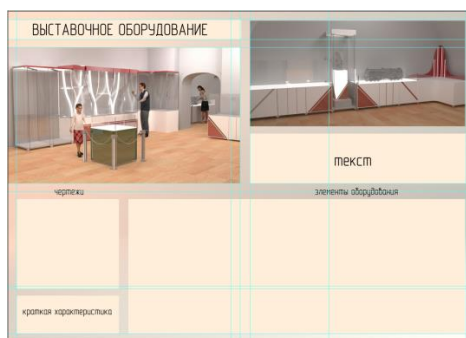 ВЫСТАВОЧНОЕ ОБОРУДОВАНИЕ
текст
чертежи
элементы оборудования
краткая характеристика